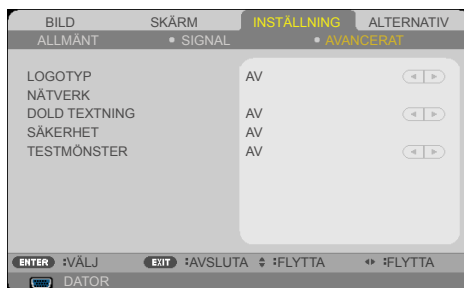 BILD SKÄRM INSTÄLLNING ALTERNATIV
ALLMÄNT • SIGNAL • AVANCERAT
LOGOTYP AV
NÄTVERK
DOLD TEXTNING AV
SÄKERHET AV
TESTMÖNSTER AV
ENTER :VÄLJ EXIT :AVSLUTA :FLYTTA :FLYTTA
DATOR